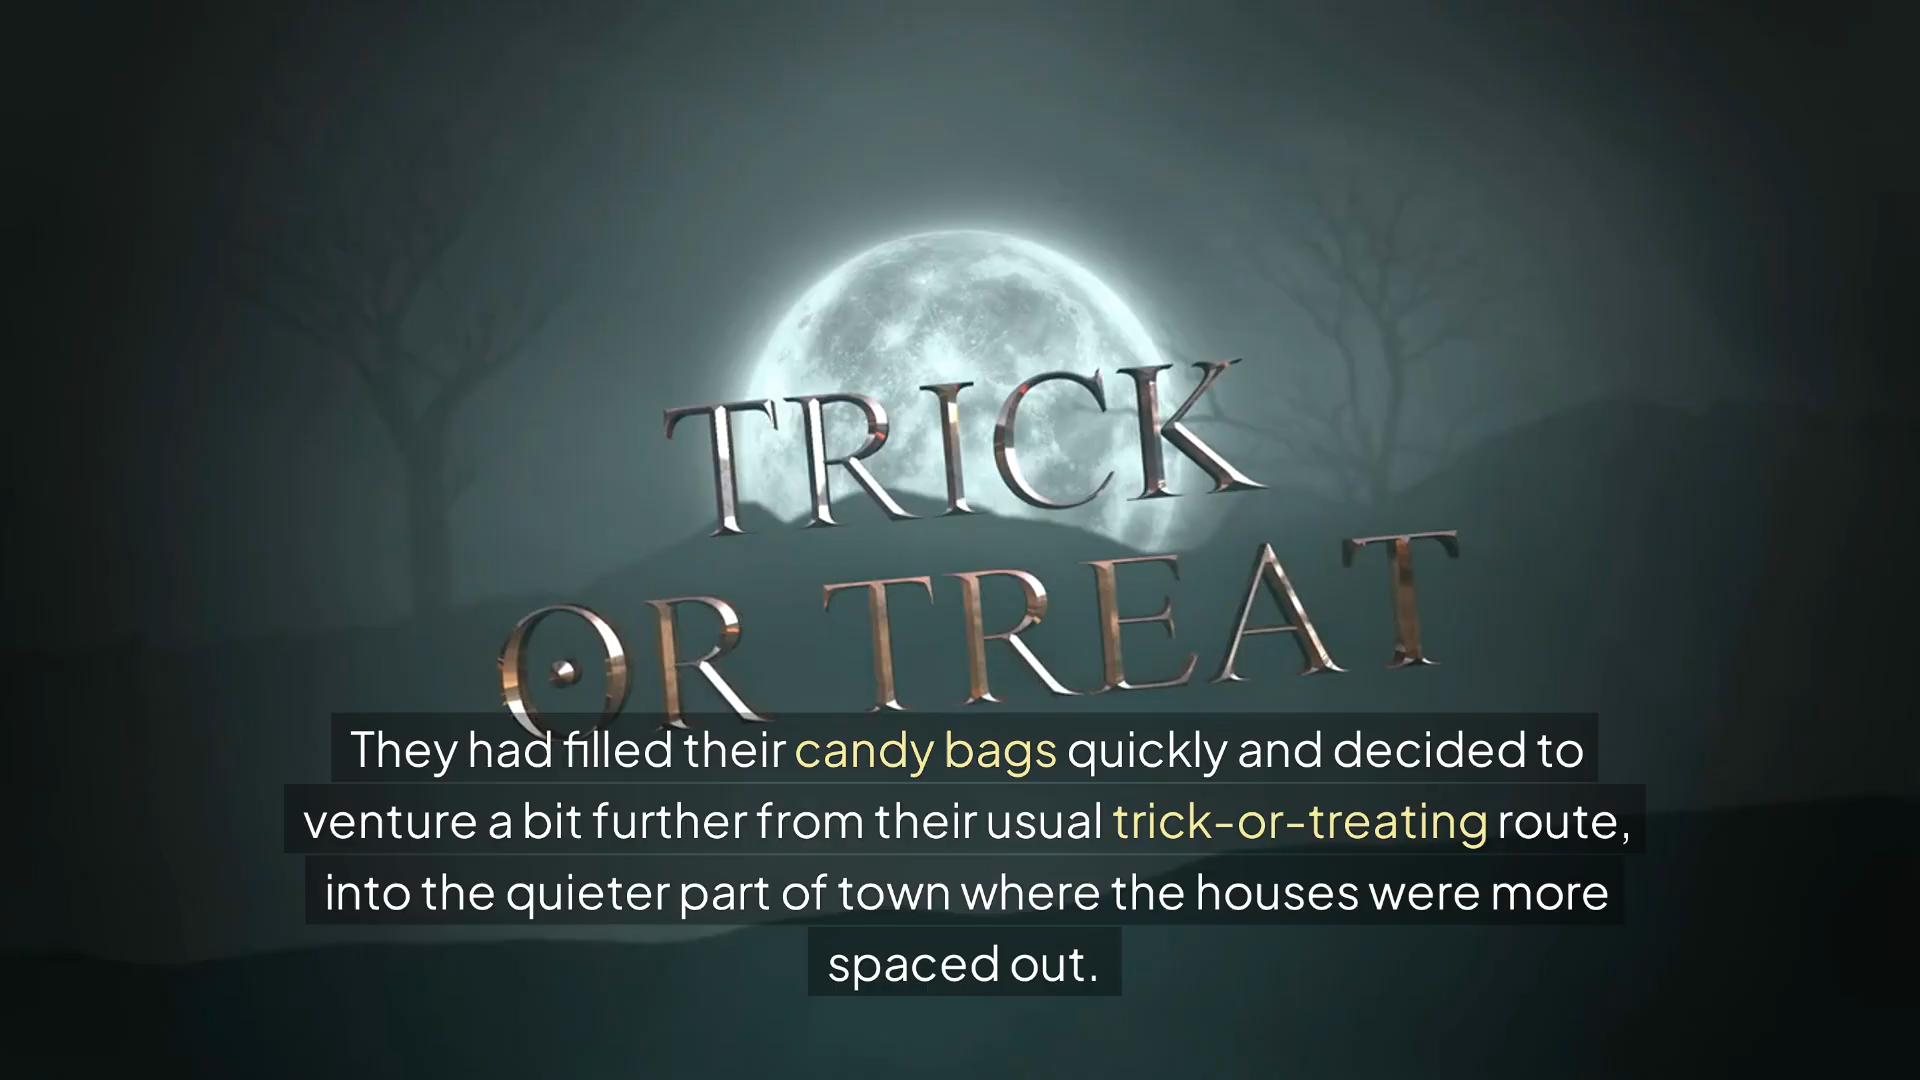 TRICK
OR TREAT
They had filled their candy bags quickly and decided to
venture a bit further from their usual trick-or-treating route,
into the quieter part of town where the houses were more
spaced out.